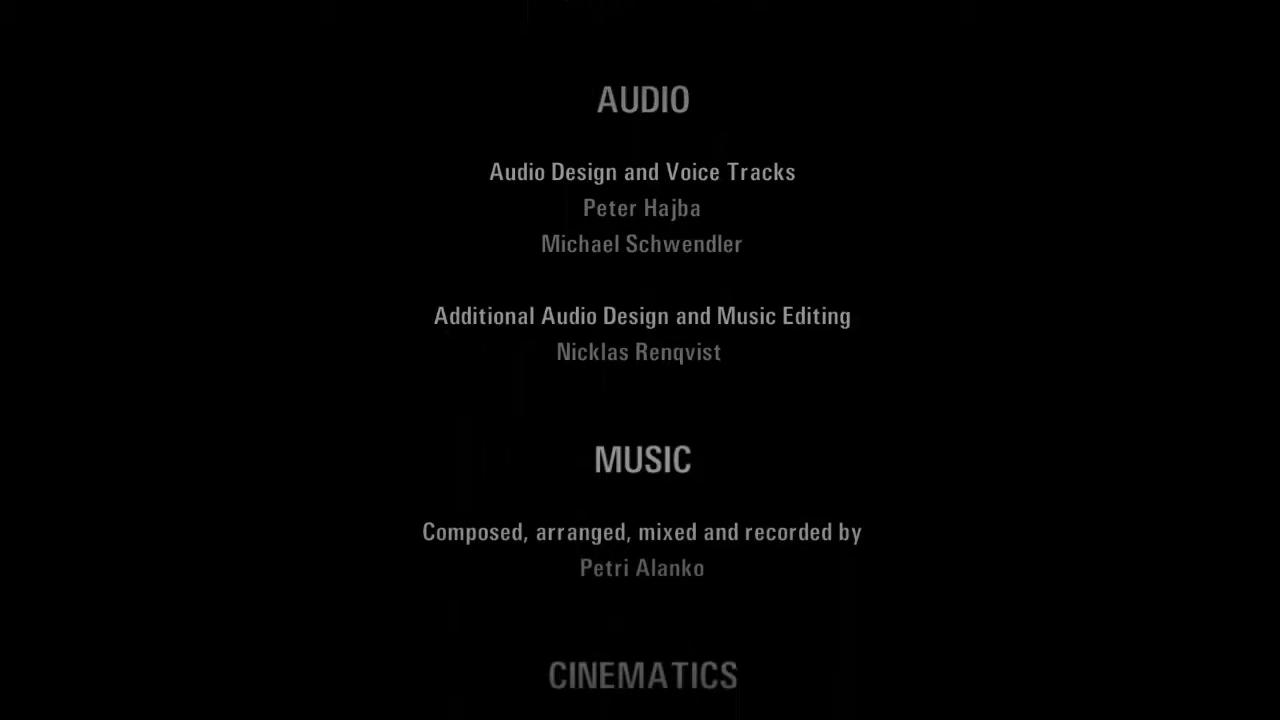 AUDIO
Audio Design and Voice Tracks
Peter Hajba
Michael Schwendler
Additional Audio Design and Music Editing
Nicklas Renqvist
MUSIC
Composed, arranged, mixed and recorded by
Petri Alanko
CINEMATICS